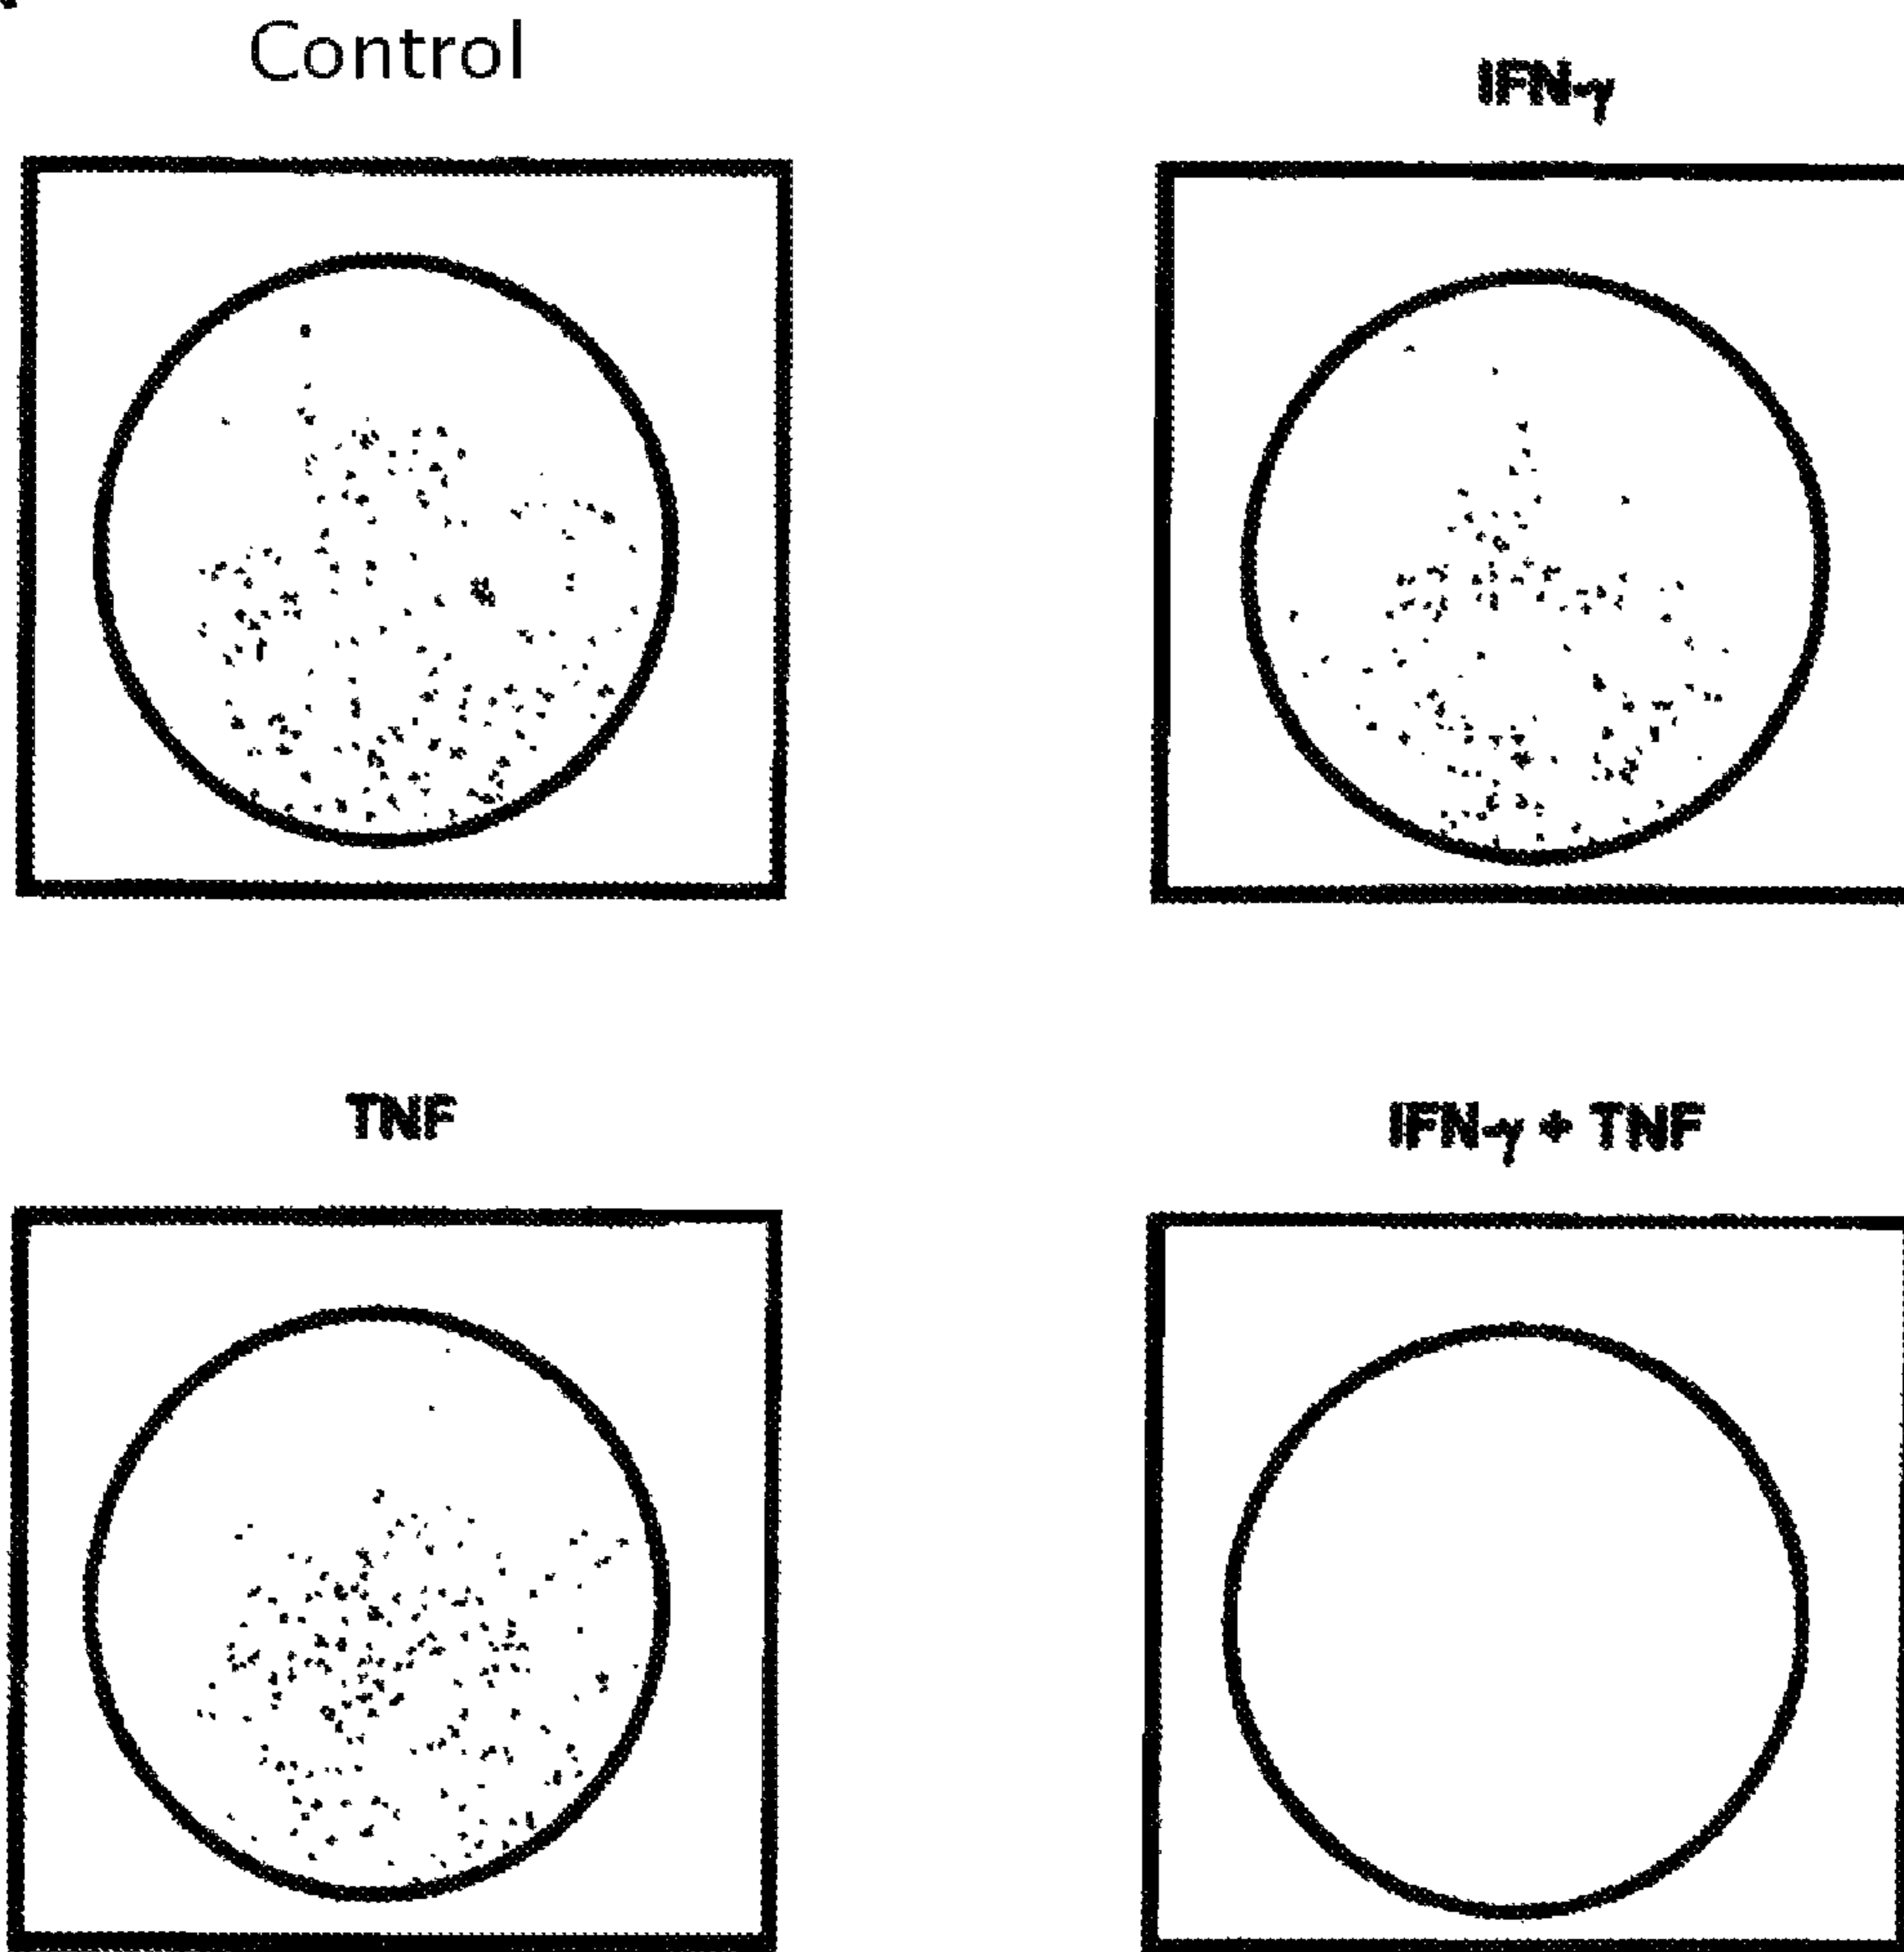 Control
IFN-γ
TNF
IFN-γ + TNF